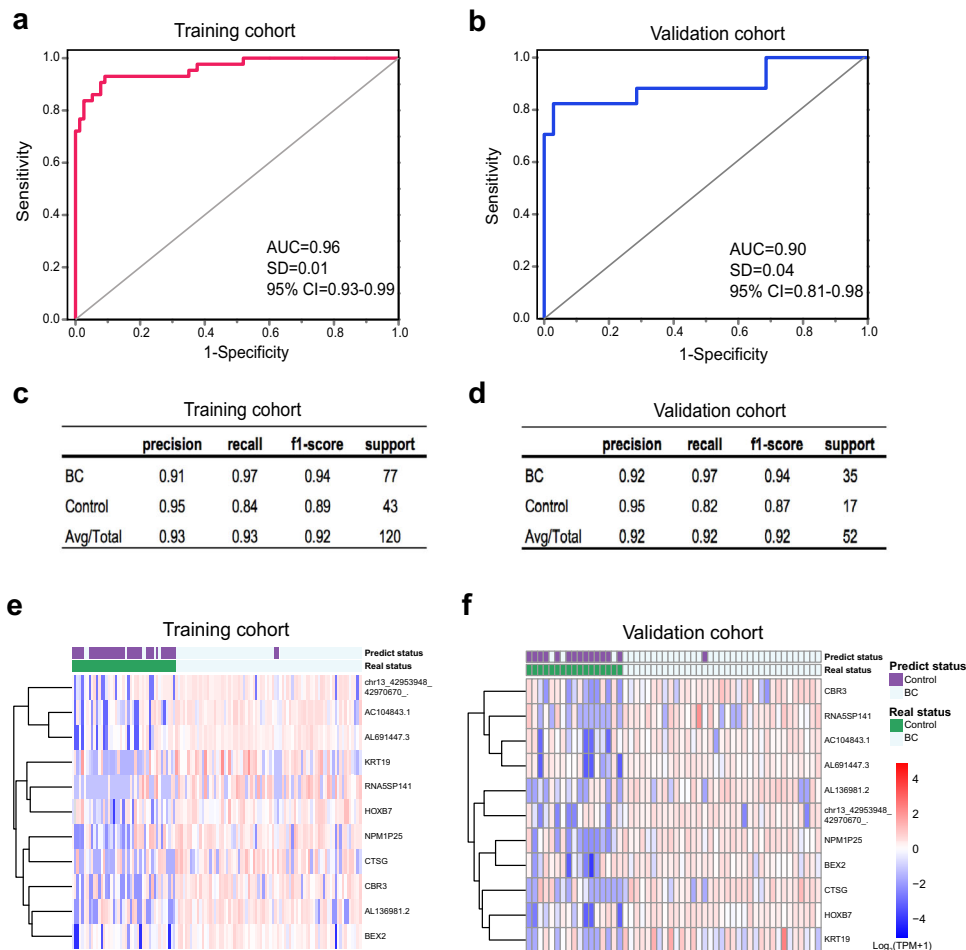 a
Training cohort
1.0
0.8
0.6
0.4
0.2
0.0
Sensitivity
AUC=0.96
SD=0.01
95% CI=0.93-0.99
0.0 0.2 0.4 0.6 0.8 1.0
1-Specificity
b
Validation cohort
1.0
0.8
0.6
0.4
0.2
0.0
Sensitivity
AUC=0.90
SD=0.04
95% CI=0.81-0.98
0.0 0.2 0.4 0.6 0.8 1.0
1-Specificity
c
Training cohort
precision recall f1-score support
BC 0.91 0.97 0.94 77
Control 0.95 0.84 0.89 43
Avg/Total 0.93 0.93 0.92 120
d
Validation cohort
precision recall f1-score support
BC 0.92 0.97 0.94 35
Control 0.95 0.82 0.87 17
Avg/Total 0.92 0.92 0.92 52
e
Training cohort
Predict status
Real status
chr13_42953948_
42970670_.
AC104843.1
AL691447.3
KRT19
RNA5SP141
HOXB7
NPM1P25
CTSG
CBR3
AL136981.2
BEX2
f
Validation cohort
Predict status
Real status
CBR3
RNA5SP141
AC104843.1
AL691447.3
AL136981.2
chr13_42953948_
42970670_.
NPM1P25
BEX2
CTSG
HOXB7
KRT19
Predict status
Control
BC
Real status
Control
BC
4
2
0
−2
−4
Log₂(TPM+1)